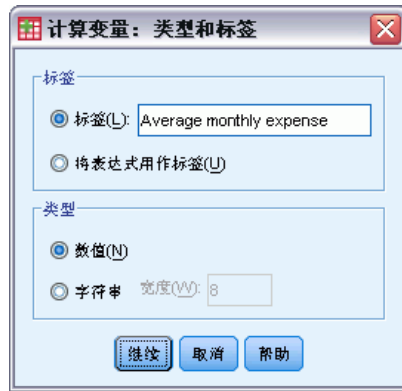 计算变量：类型和标签
标签
标签(L): Average monthly expense
将表达式用作标签(U)
类型
数值(N)
字符串 宽度(W): 8
继续 取消 帮助